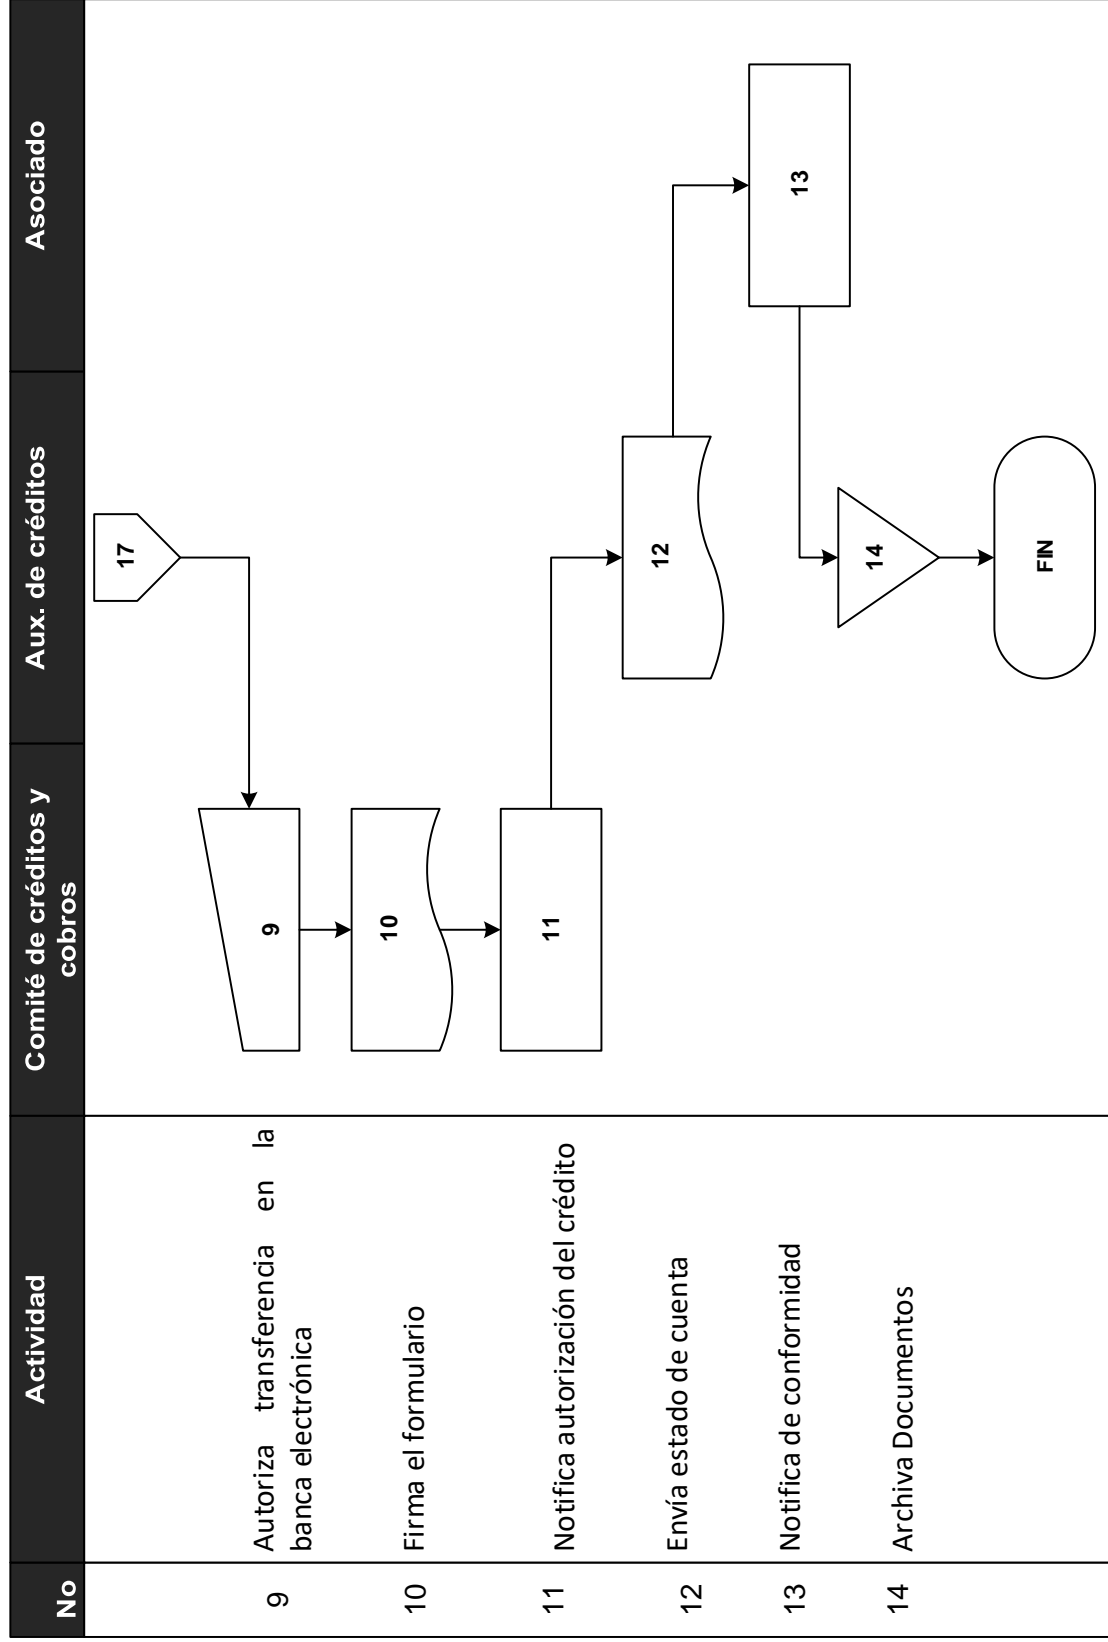 No
Actividad
Comité de créditos y
cobros
Aux. de créditos
Asociado
17
9
Autoriza transferencia en la
banca electrónica
9
10
Firma el formulario
10
11
Notifica autorización del crédito
11
12
Envía estado de cuenta
12
13
Notifica de conformidad
13
14
Archiva Documentos
14
FIN